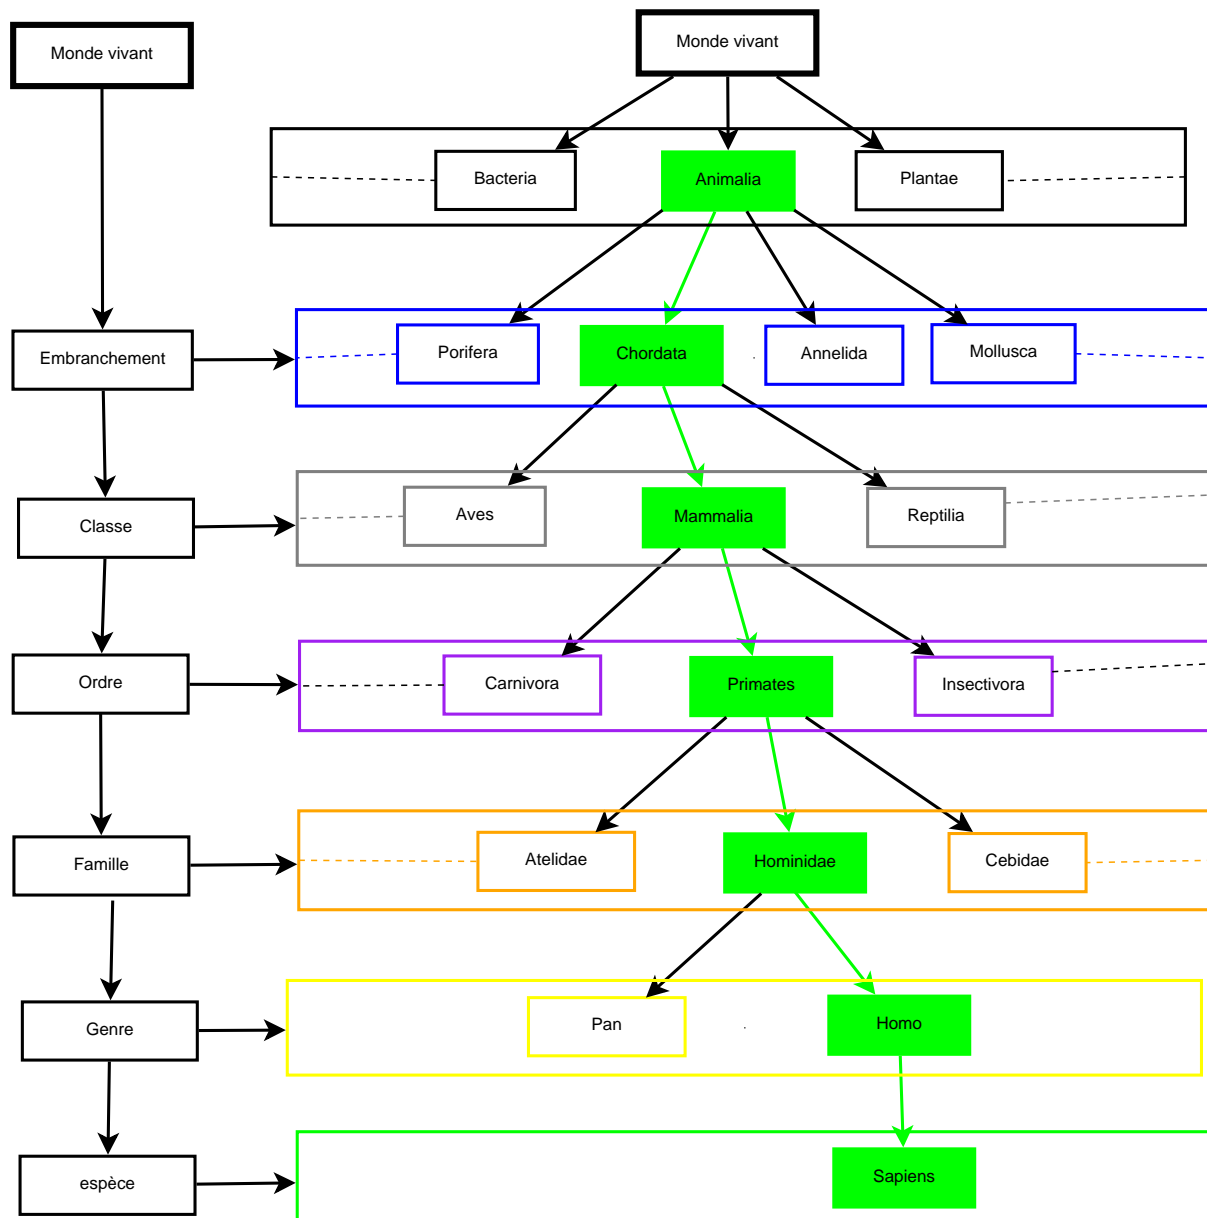 Monde vivant
Monde vivant
Bacteria
Animalia
Plantae
Embranchement
Porifera
Chordata
Annelida
Mollusca
Classe
Aves
Mammalia
Reptilia
Ordre
Carnivora
Primates
Insectivora
Famille
Atelidae
Hominidae
Cebidae
Genre
Pan
Homo
espèce
Sapiens